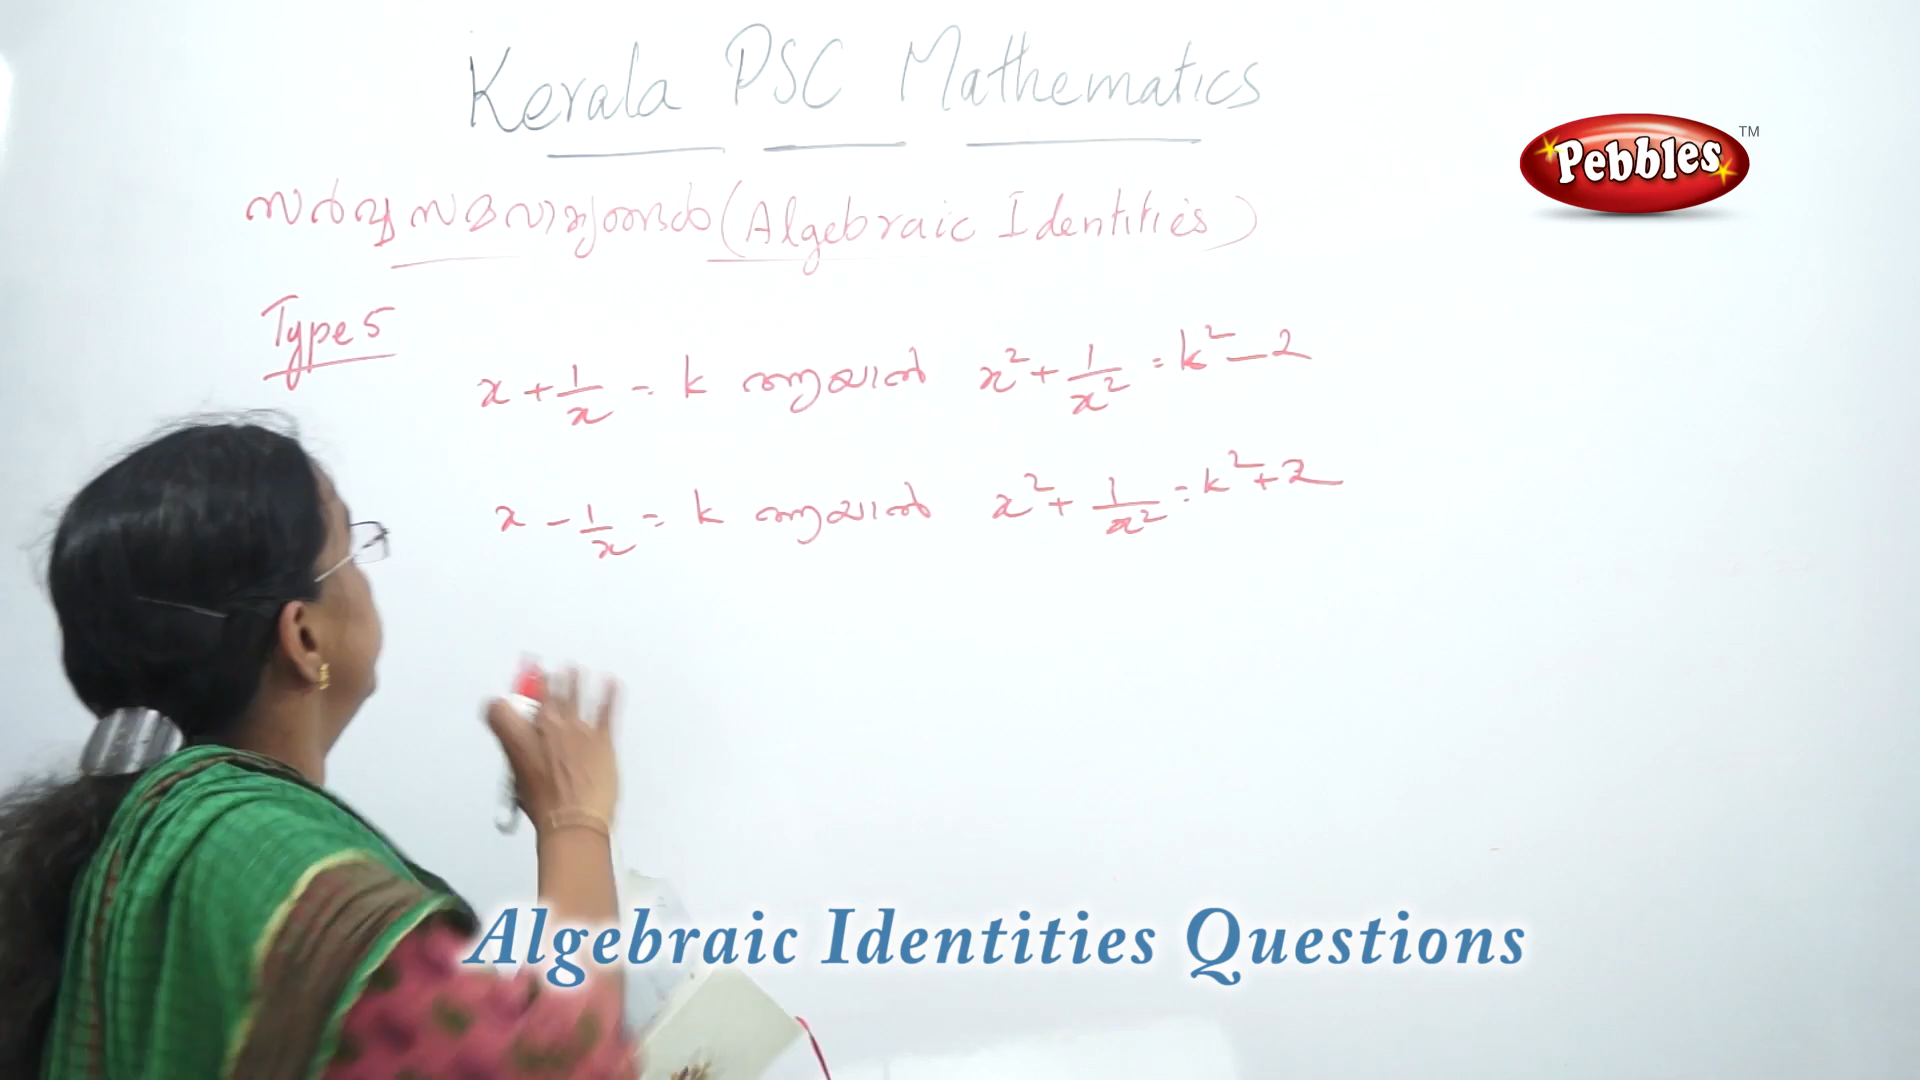 Kerala PSC Mathematics
Pebbles TM
സർവ്വസമവാക്യങ്ങൾ (Algebraic Identities)
Type 5
x + 1/x = k ആയാൽ x² + 1/x² = k² - 2
x - 1/x = k ആയാൽ x² + 1/x² = k² + 2
Algebraic Identities Questions